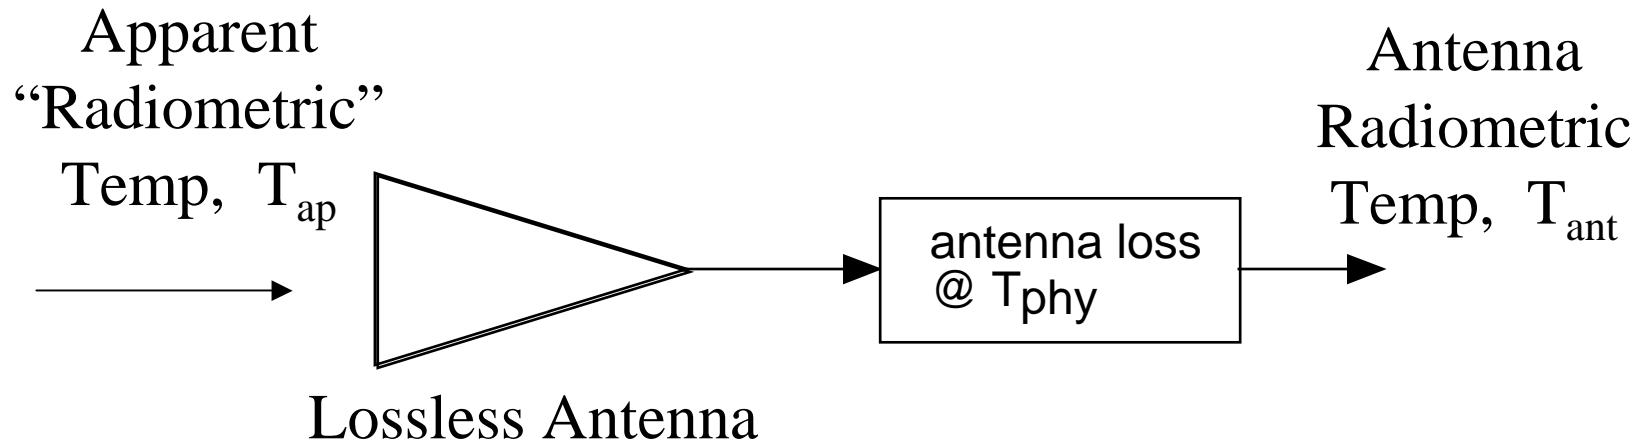 Apparent
“Radiometric”
Temp, T_ap
Lossless Antenna
antenna loss
@ T_phy
Antenna
Radiometric
Temp, T_ant